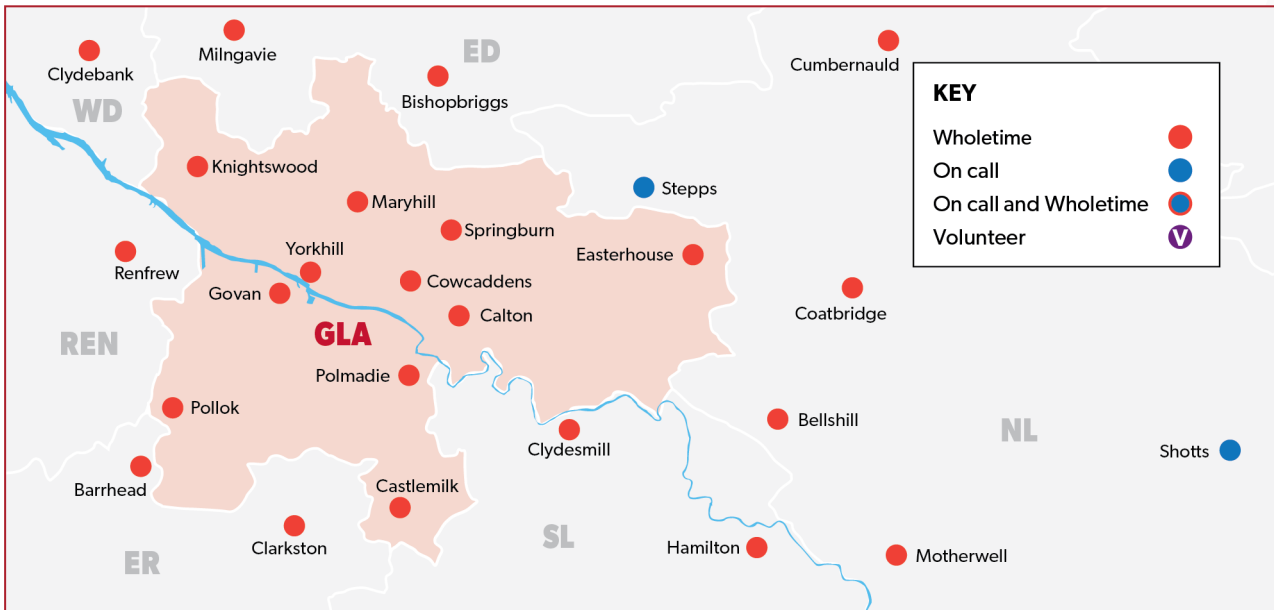 Clydebank
Milngavie
ED
Bishopbriggs
Cumbernauld
WD
KEY
Wholetime
On call
On call and Wholetime
Volunteer V
Knightswood
Maryhill
Stepps
Springburn
Easterhouse
Renfrew
Yorkhill
Govan
Cowcaddens
Calton
Coatbridge
REN
GLA
Polmadie
Pollok
Clydesmill
Bellshill
NL
Shotts
Barrhead
Castlemilk
Clarkston
ER
SL
Hamilton
Motherwell